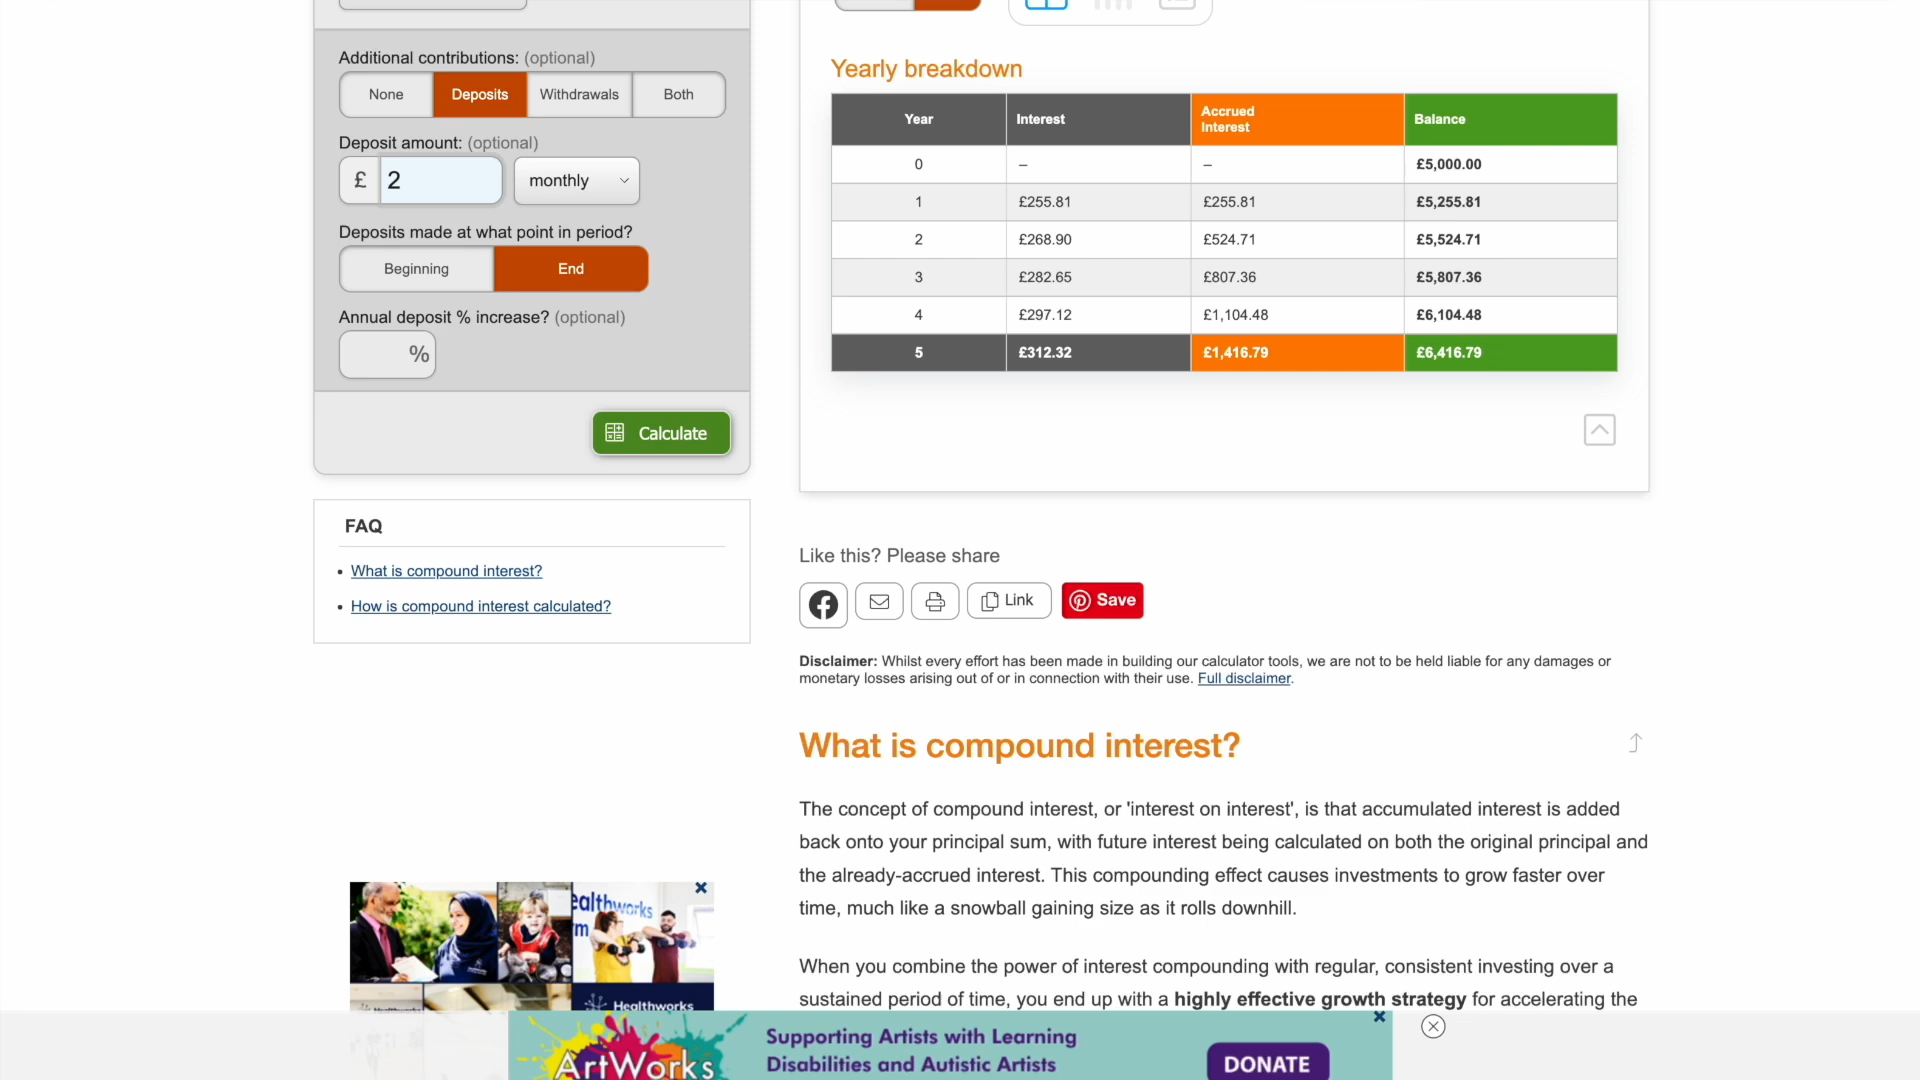 Additional contributions: (optional)
None Deposits Withdrawals Both
Deposit amount: (optional)
£ 2 monthly
Deposits made at what point in period?
Beginning End
Annual deposit % increase? (optional)
%
Calculate
FAQ
• What is compound interest?
• How is compound interest calculated?
Yearly breakdown
Year Interest Accrued Interest Balance
0 – – £5,000.00
1 £255.81 £255.81 £5,255.81
2 £268.90 £524.71 £5,524.71
3 £282.65 £807.36 £5,807.36
4 £297.12 £1,104.48 £6,104.48
5 £312.32 £1,416.79 £6,416.79
Like this? Please share
Link Save
Disclaimer: Whilst every effort has been made in building our calculator tools, we are not to be held liable for any damages or
monetary losses arising out of or in connection with their use. Full disclaimer.
What is compound interest?
The concept of compound interest, or 'interest on interest', is that accumulated interest is added
back onto your principal sum, with future interest being calculated on both the original principal and
the already-accrued interest. This compounding effect causes investments to grow faster over
time, much like a snowball gaining size as it rolls downhill.
When you combine the power of interest compounding with regular, consistent investing over a
sustained period of time, you end up with a highly effective growth strategy for accelerating the
ealthworks
Healthworks
ArtWorks
Supporting Artists with Learning
Disabilities and Autistic Artists
DONATE